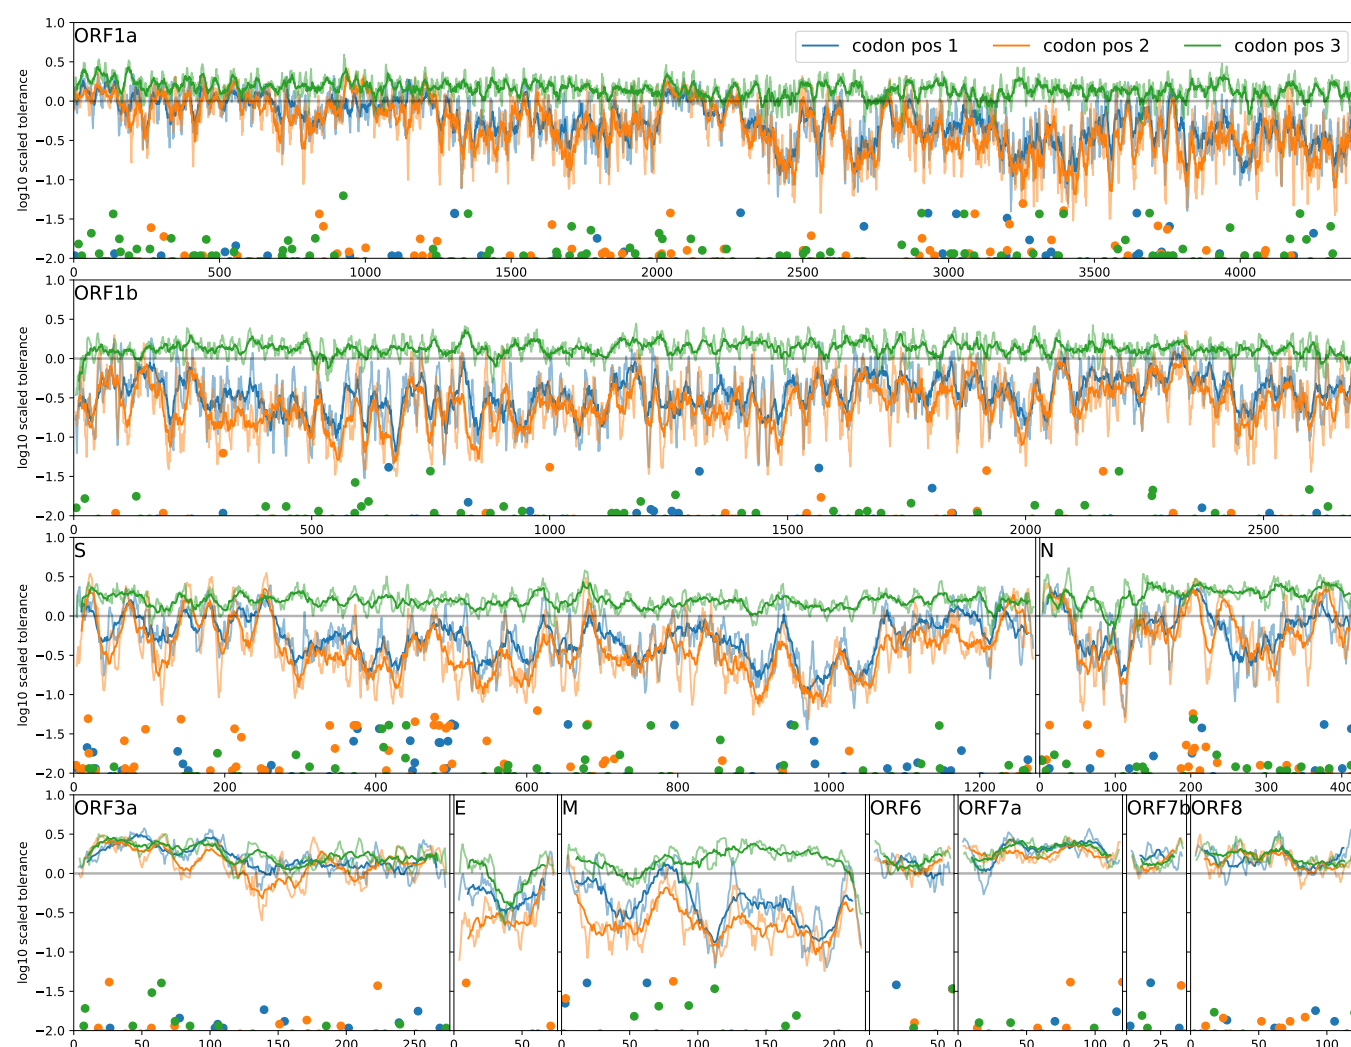 ORF1a
codon pos 1 codon pos 2 codon pos 3
log10 scaled tolerance
1.0
0.5
0.0
−0.5
−1.0
−1.5
−2.0
0 500 1000 1500 2000 2500 3000 3500 4000
ORF1b
log10 scaled tolerance
1.0
0.5
0.0
−0.5
−1.0
−1.5
−2.0
0 500 1000 1500 2000 2500
S N
log10 scaled tolerance
1.0
0.5
0.0
−0.5
−1.0
−1.5
−2.0
0 200 400 600 800 1000 1200 0 100 200 300 400
ORF3a E M ORF6 ORF7a ORF7b ORF8
log10 scaled tolerance
1.0
0.5
0.0
−0.5
−1.0
−1.5
−2.0
0 50 100 150 200 250 0 50 0 50 100 150 200 0 50 0 50 100 0 25 0 50 100